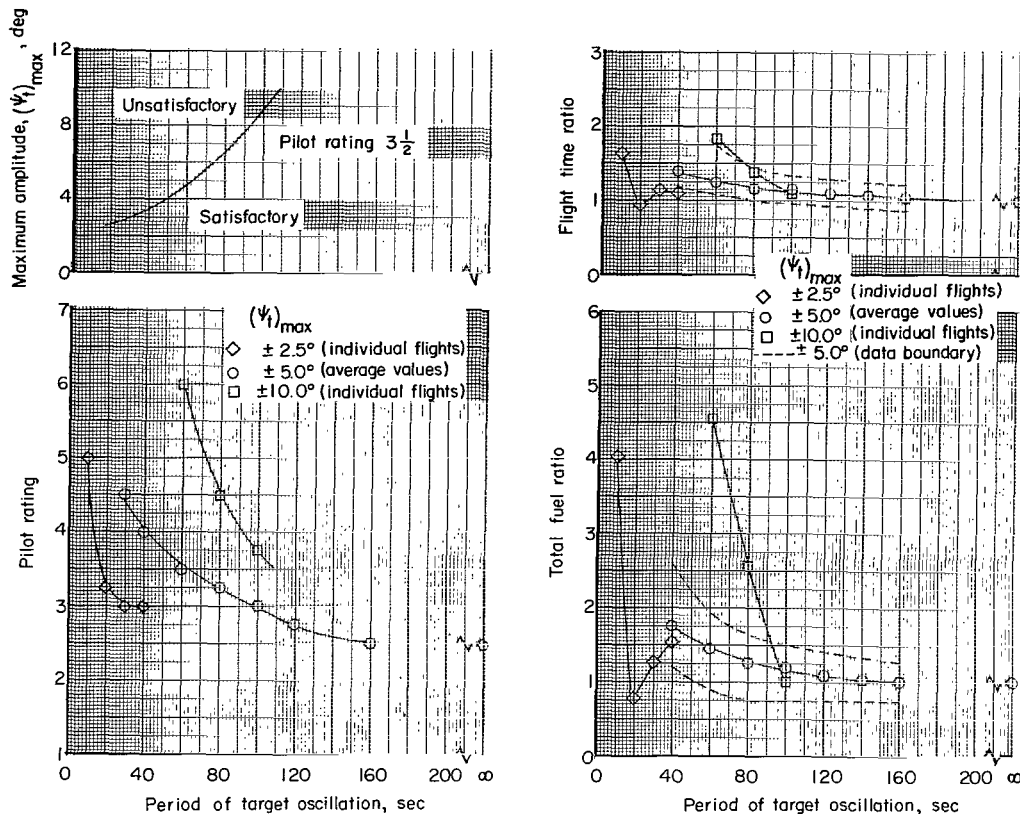 Maximum amplitude, (Ψt)max, deg
12
8
4
0
Unsatisfactory
Pilot rating 3 1/2
Satisfactory
Pilot rating
7
6
5
4
3
2
1
(Ψt)max
◇ ± 2.5° (individual flights)
○ ± 5.0° (average values)
□ ±10.0° (individual flights)
0 40 80 120 160 200 ∞
Period of target oscillation, sec
Flight time ratio
3
2
1
0
(Ψt)max
◇ ± 2.5° (individual flights)
○ ± 5.0° (average values)
□ ± 10.0° (individual flights)
---- ± 5.0° (data boundary)
Total fuel ratio
6
5
4
3
2
1
0
0 40 80 120 160 200 ∞
Period of target oscillation, sec